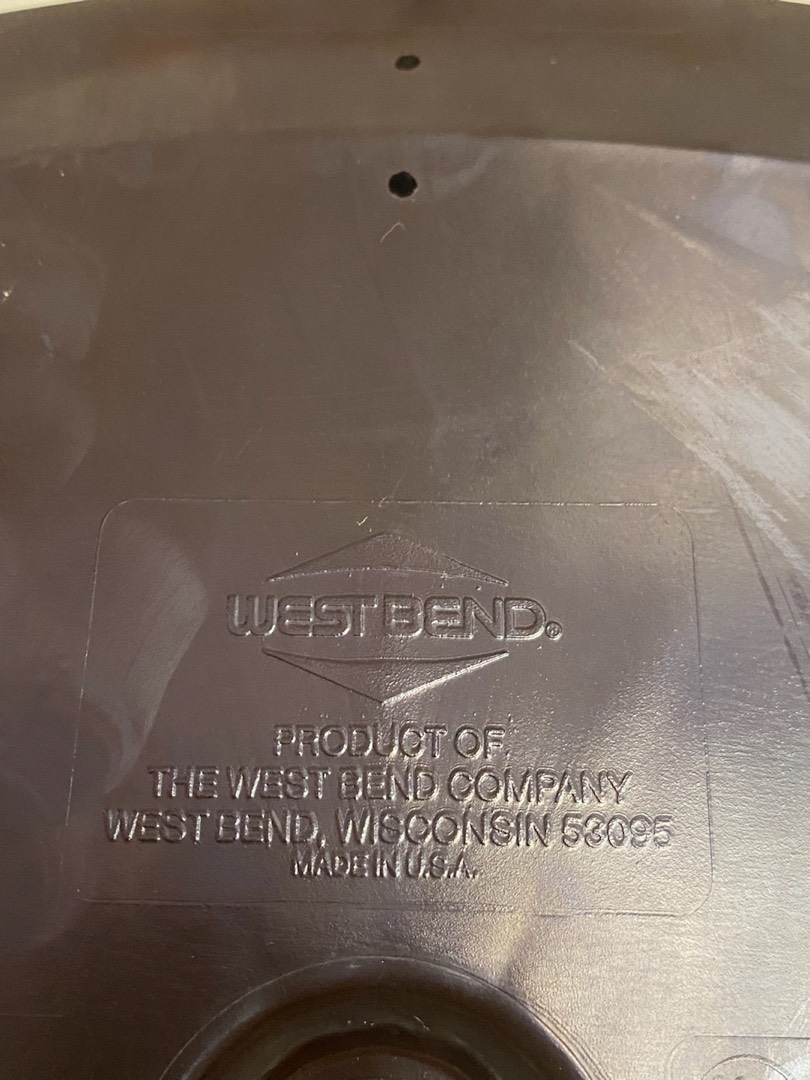 WEST BEND®
PRODUCT OF
THE WEST BEND COMPANY
WEST BEND, WISCONSIN 53095
MADE IN U.S.A.